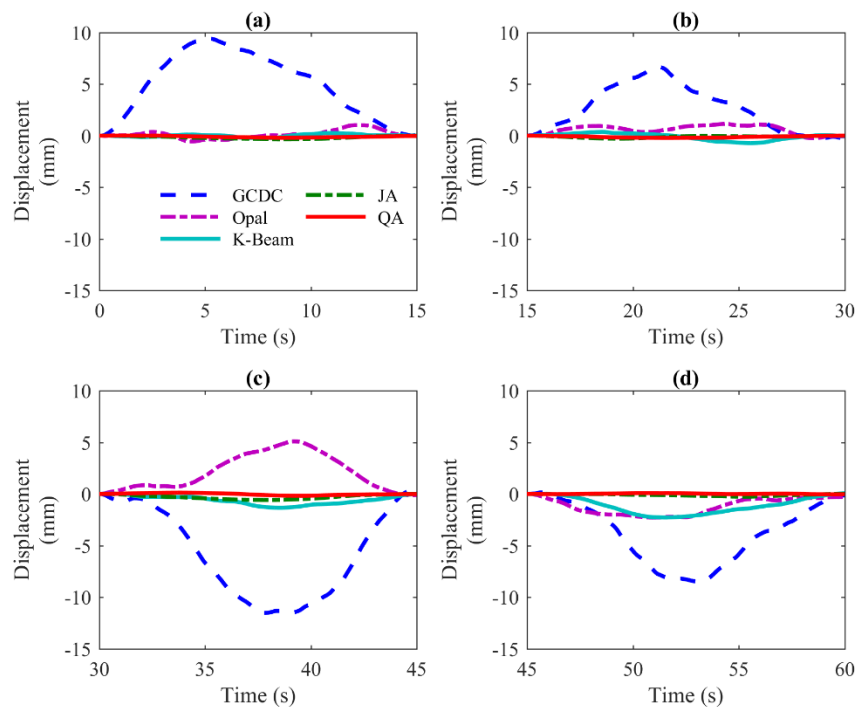 (a)
10
5
0
-5
-10
-15
Displacement
(mm)
GCDC
JA
Opal
QA
K-Beam
0
5
10
15
Time (s)
(b)
10
5
0
-5
-10
-15
Displacement
(mm)
15
20
25
30
Time (s)
(c)
10
5
0
-5
-10
-15
Displacement
(mm)
30
35
40
45
Time (s)
(d)
10
5
0
-5
-10
-15
Displacement
(mm)
45
50
55
60
Time (s)